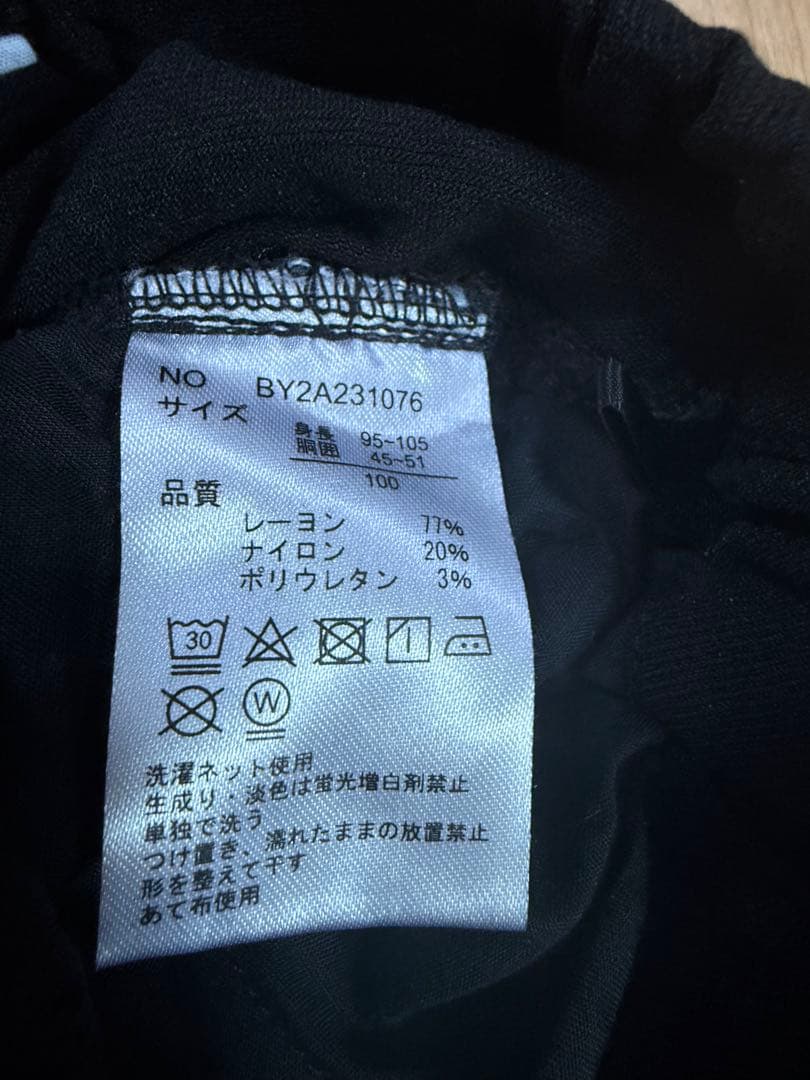 NO BY2A231076
サイズ
身長 95~105
胴囲 45~51
100
品質
レーヨン 77%
ナイロン 20%
ポリウレタン 3%
30
W
洗濯ネット使用
生成り・淡色は蛍光増白剤禁止
単独で洗う
つけ置き、濡れたままの放置禁止
形を整えて干す
あて布使用